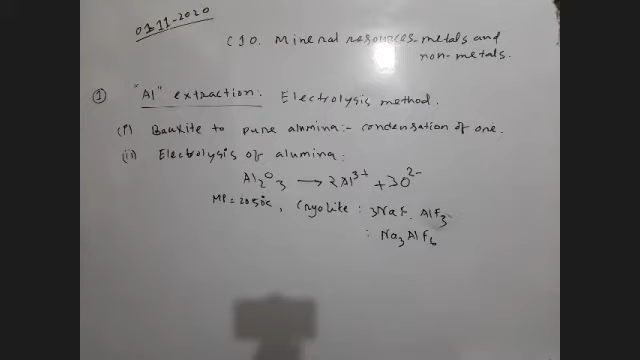 03-11-2020
C10. Mineral resources-metals and
non-metals.
① "Al" extraction: Electrolysis method.
(i) Bauxite to pure alumina:- condensation of ore.
(ii) Electrolysis of alumina:
Al₂O₃ → 2Al³⁺ + 3O²⁻
MP = 2050c, Cryolite : 3NaF. AlF₃
: Na₃AlF₆